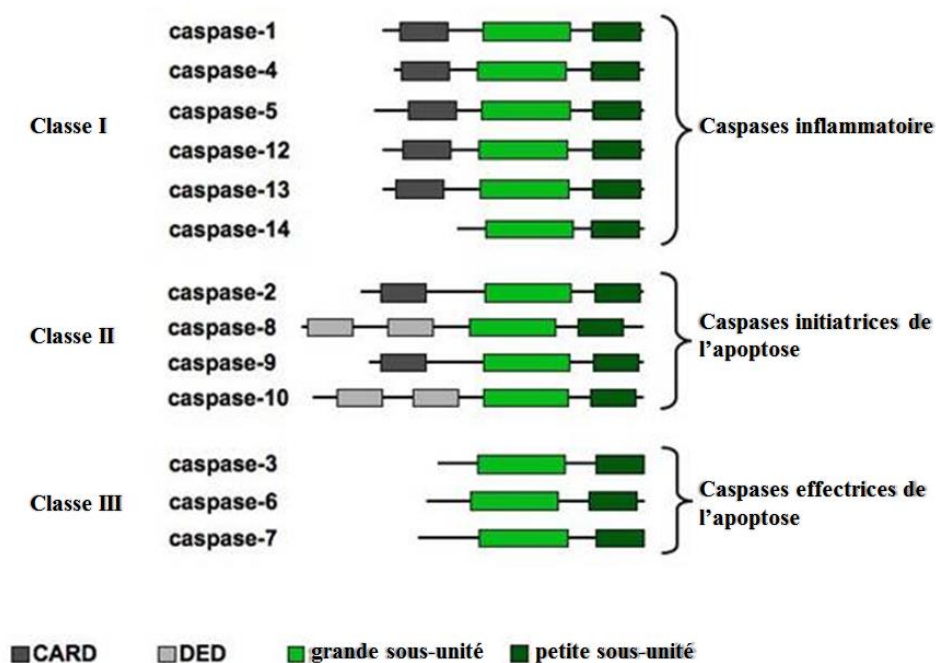 caspase-1
caspase-4
caspase-5
Classe I
Caspases inflammatoire
caspase-12
caspase-13
caspase-14
caspase-2
caspase-8
Classe II
Caspases initiatrices de
l’apoptose
caspase-9
caspase-10
caspase-3
caspase-6
Classe III
Caspases effectrices de
l’apoptose
caspase-7
CARD DED grande sous-unité petite sous-unité